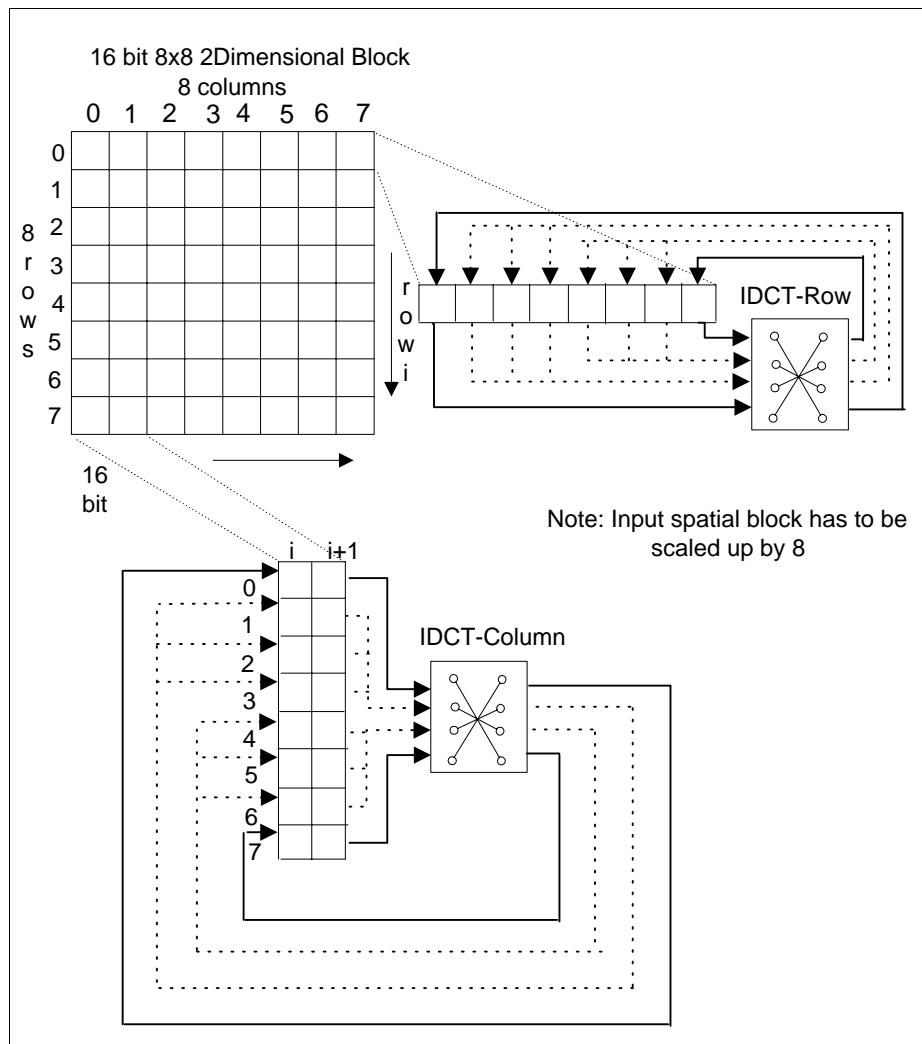 16 bit 8x8 2Dimensional Block
8 columns
0 1 2 3 4 5 6 7
0
1
2
3
4
5
6
7
8 rows
row i
IDCT-Row
16
bit
Note: Input spatial block has to be
scaled up by 8
i i+1
0
1
2
3
4
5
6
7
IDCT-Column